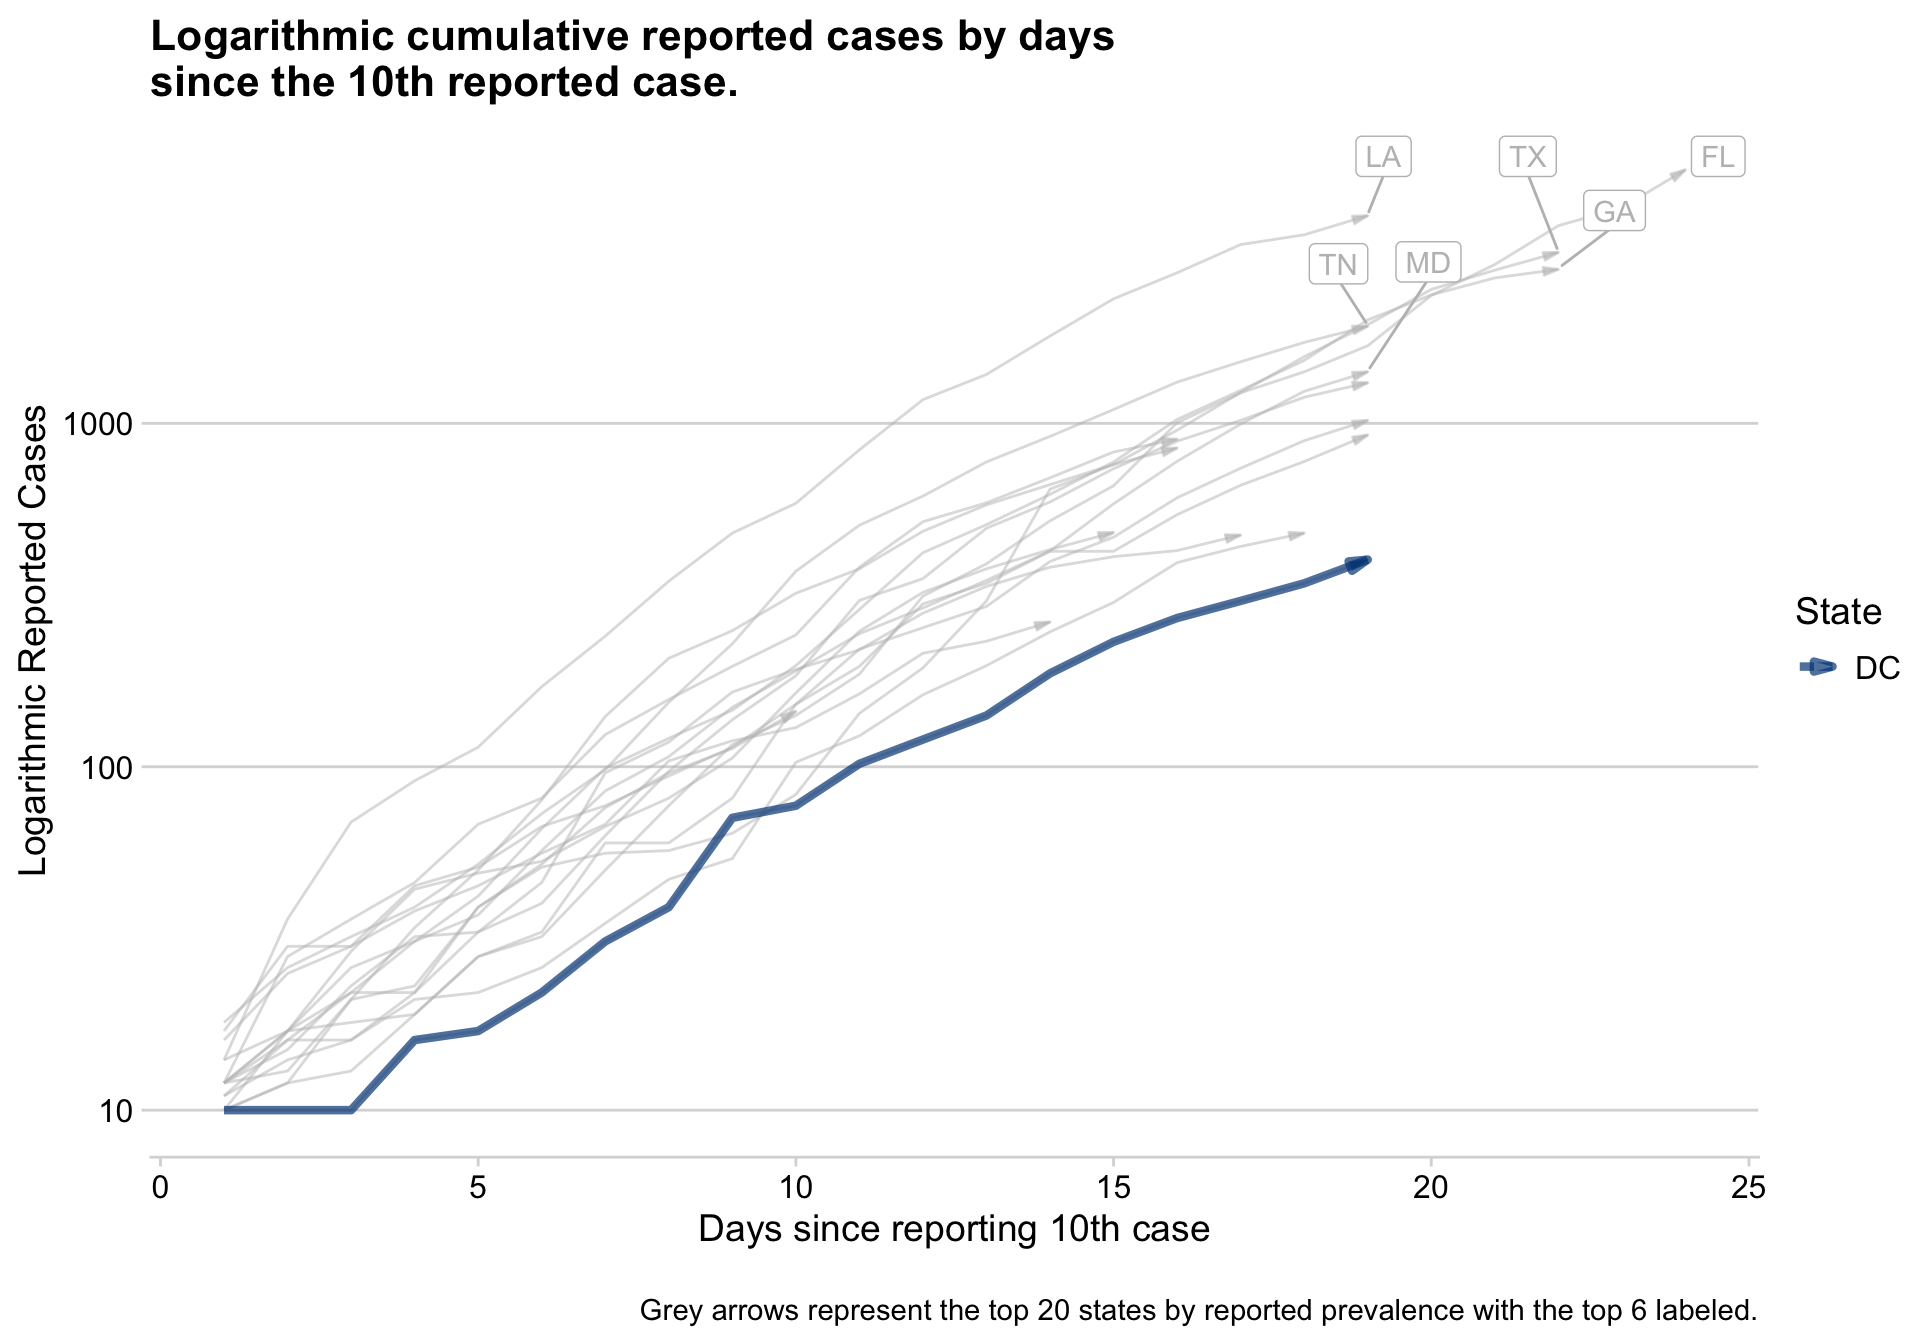 Logarithmic cumulative reported cases by days
since the 10th reported case.
LA
TX
FL
GA
TN
MD
Logarithmic Reported Cases
1000
100
10
State
DC
0
5
10
15
20
25
Days since reporting 10th case
Grey arrows represent the top 20 states by reported prevalence with the top 6 labeled.